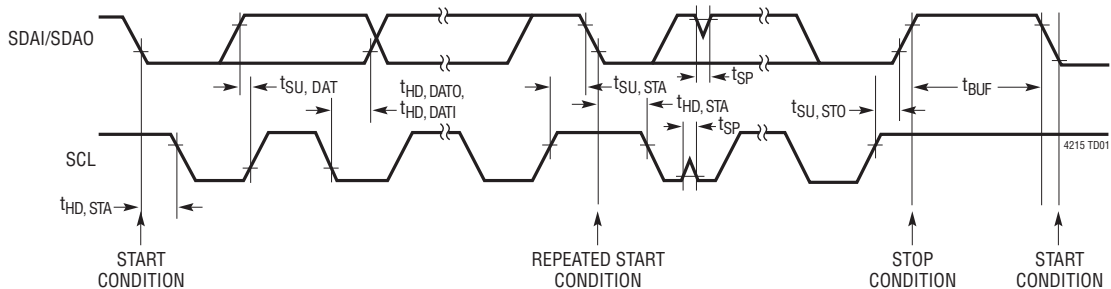 SDAI/SDAO
tSU, DAT
tHD, DATO,
tHD, DATI
tSU, STA
tHD, STA
tSP
tSP
tSU, STO
tBUF
4215 TD01
SCL
tHD, STA
START
CONDITION
REPEATED START
CONDITION
STOP
CONDITION
START
CONDITION